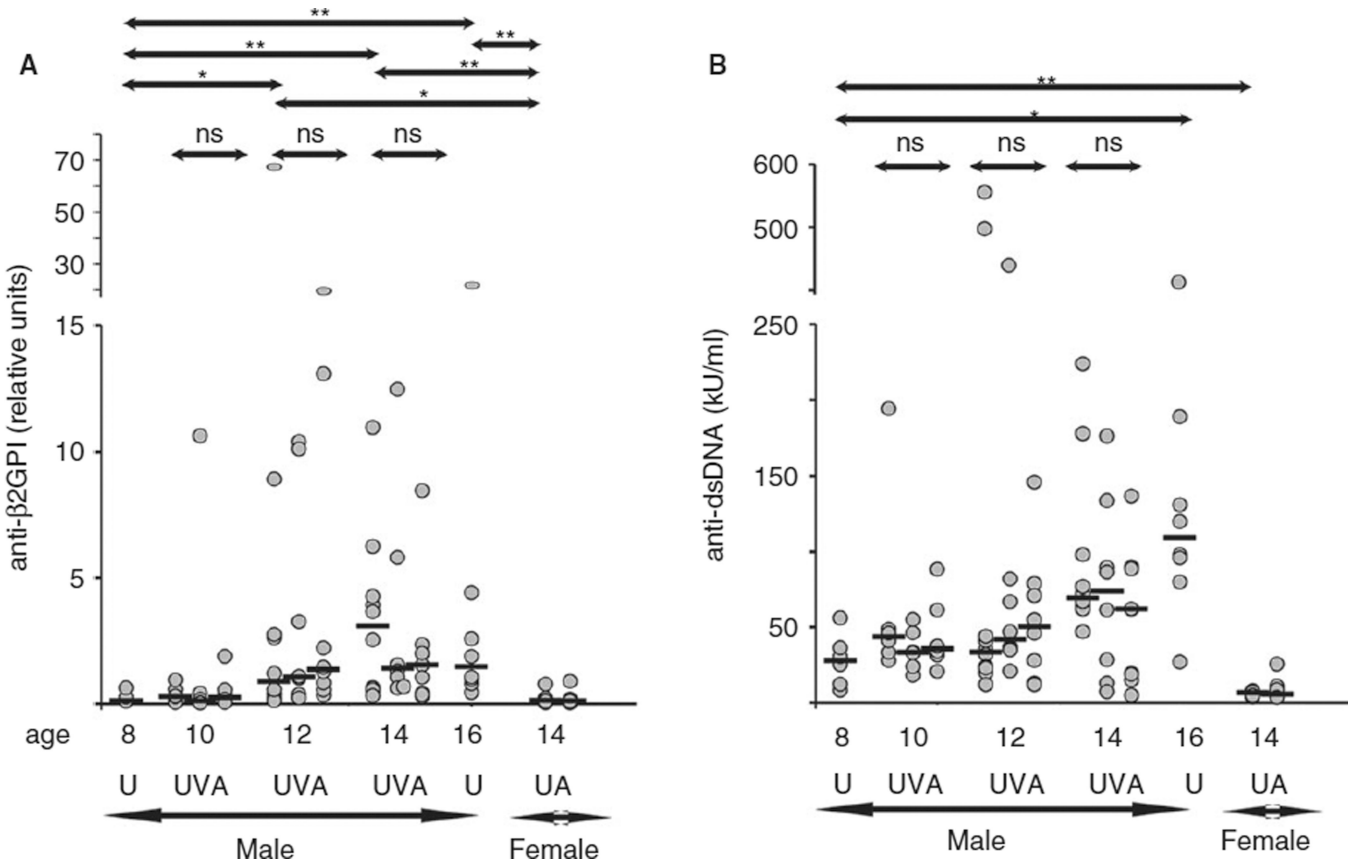 A
**
**
**
*
**
*
ns ns ns
70
50
30
15
10
5
anti-β2GPI (relative units)
age 8 10 12 14 16 14
U UVA UVA UVA U UA
Male Female
B
**
*
ns ns ns
600
500
250
150
50
anti-dsDNA (kU/ml)
8 10 12 14 16 14
U UVA UVA UVA U UA
Male Female